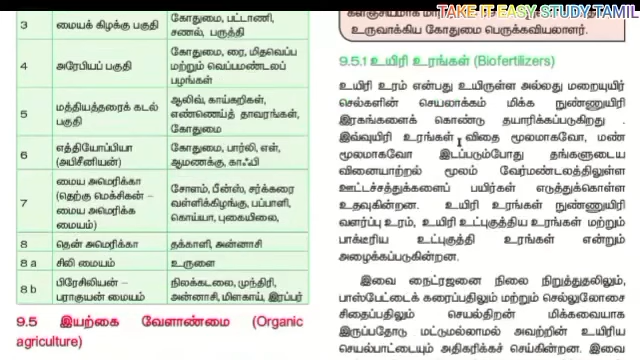 TAKE IT EASY STUDY TAMIL
3 மையக் கிழக்கு பகுதி கோதுமை, பட்டாணி,
சணல், பருத்தி
4 அரேபியப் பகுதி கோதுமை, ரை, மிதவெப்ப
மற்றும் வெப்பமண்டலப்
பழங்கள்
5 மத்தியத்தரைக் கடல்
பகுதி ஆலிவ், காய்கறிகள்,
எண்ணெய்த் தாவரங்கள்,
கோதுமை
6 எத்தியோப்பியா
(அபிசீனியன்) கோதுமை, பார்லி, எள்,
ஆமணக்கு, காஃபி
7 மைய அமெரிக்கா
(தெற்கு மெக்சிகன் –
மைய அமெரிக்க
மையம்) சோளம், பீன்ஸ், சர்க்கரை
வள்ளிக்கிழங்கு, பப்பாளி,
கொய்யா, புகையிலை,
8 தென் அமெரிக்கா தக்காளி, அன்னாசி
8 a சிலி மையம் உருளை
8 b பிரேசிலியன் –
பராகுயன் மையம் நிலக்கடலை, முந்திரி,
அன்னாசி, மிளகாய், இரப்பர்
9.5 இயற்கை வேளாண்மை (Organic
agriculture)
உருவாக்கிய கோதுமை பெருக்கவியலாளர்.
9.5.1 உயிரி உரங்கள் (Biofertilizers)
உயிரி உரம் என்பது உயிருள்ள அல்லது மறையுயிர்
செல்களின் செயலாக்கம் மிக்க நுண்ணுயிரி
இரகங்களைக் கொண்டு தயாரிக்கப்படுகிறது .
இவ்வுயிரி உரங்கள் விதை மூலமாகவோ, மண்
மூலமாகவோ இடப்படும்போது தங்களுடைய
வினையாற்றல் மூலம் வேர்மண்டலத்திலுள்ள
ஊட்டச்சத்துக்களைப் பயிர்கள் எடுத்துக்கொள்ள
உதவுகின்றன. உயிரி உரங்கள் நுண்ணுயிரி
வளர்ப்பு உரம், உயிரி உட்புகுத்திய உரங்கள் மற்றும்
பாக்டீரிய உட்புகுத்தி உரங்கள் என்றும்
அழைக்கப்படுகின்றன.
இவை நைட்ரஜனை நிலை நிறுத்துதலிலும்,
பாஸ்பேட்டைக் கரைப்பதிலும் மற்றும் செல்லுலோசை
சிதைப்பதிலும் செயல்திறன் மிக்கவையாக
இருப்பதோடு மட்டுமல்லாமல் அவற்றின் உயிரிய
செயல்பாட்டையும் அதிகரிக்கச் செய்கின்றன. இவை